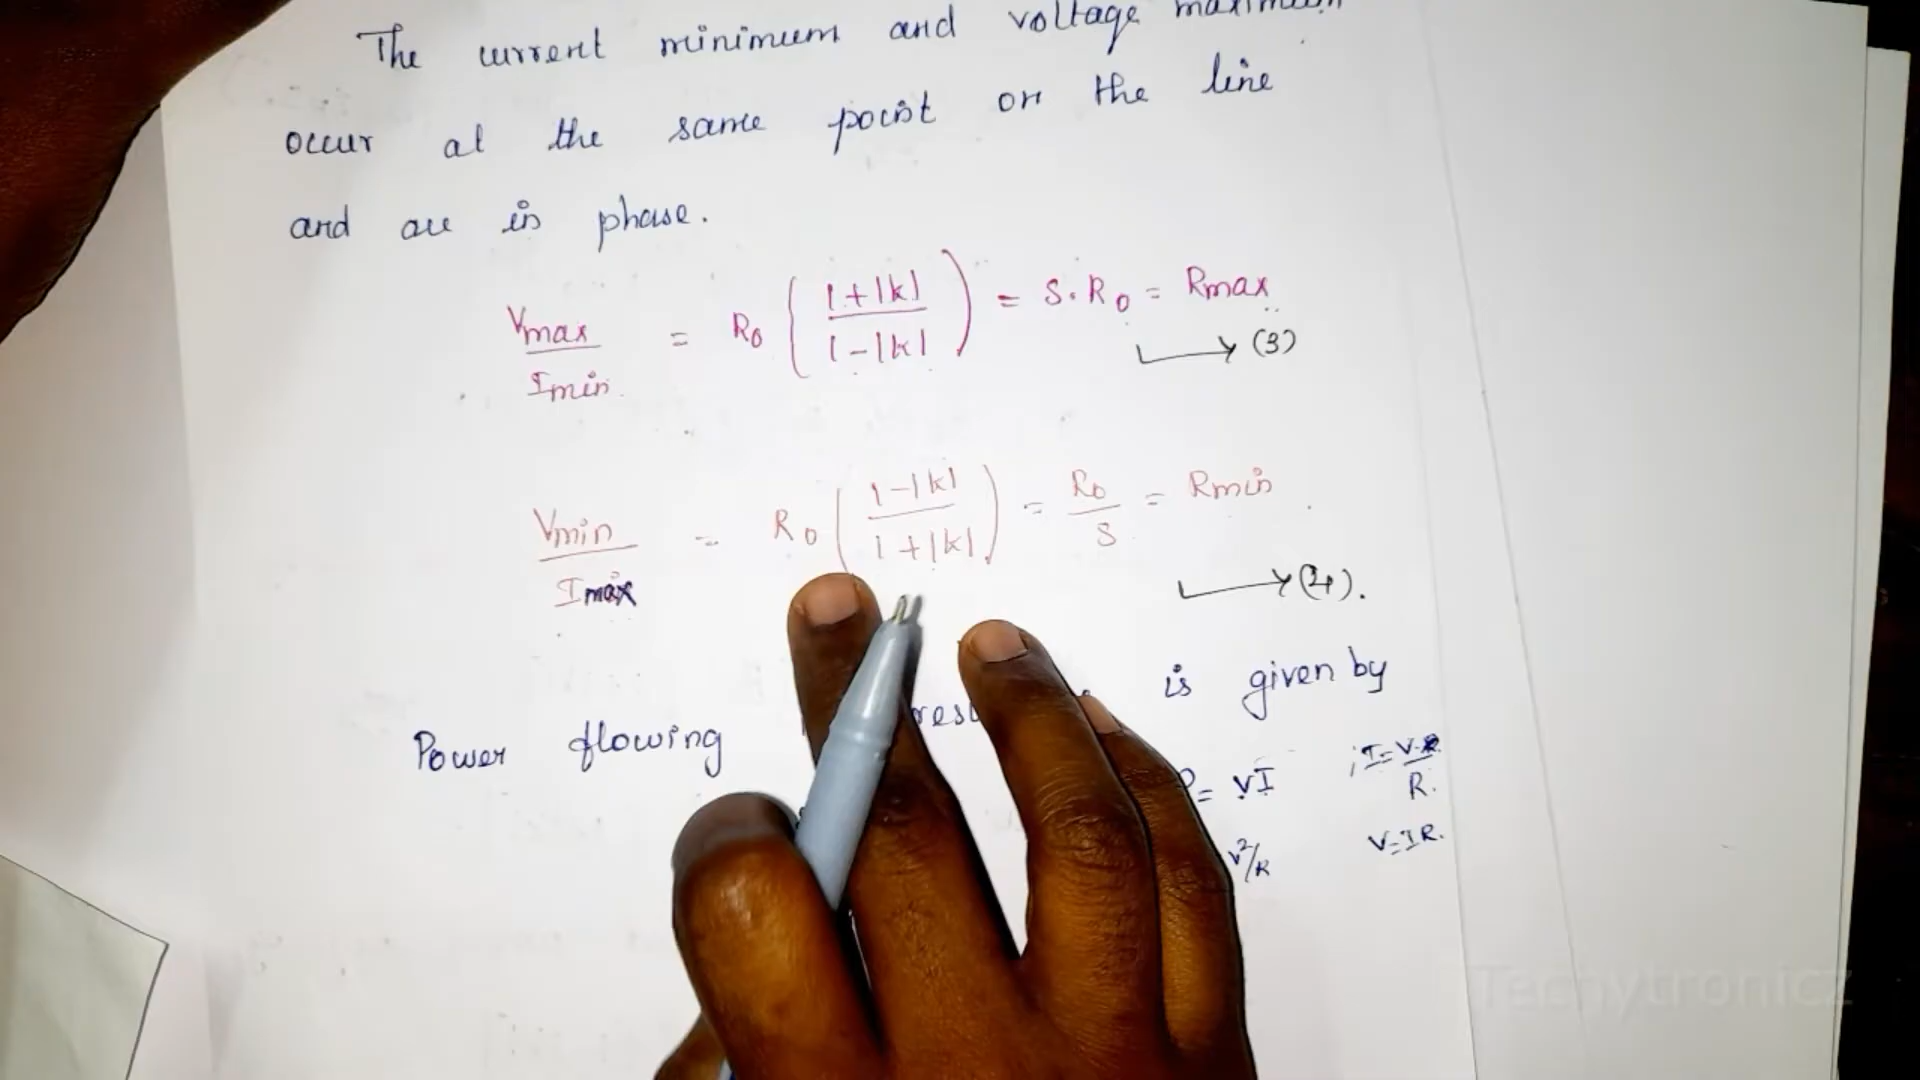 The current minimum and voltage maximum
occur at the same point on the line
and are in phase.
Vmax / Imin = R0 ( 1+|k| / 1-|k| ) = S.R0 = Rmax
→ (3)
Vmin / Imax = R0 ( 1-|k| / 1+|k| ) = R0 / S = Rmin
→ (4).
Power flowing is given by
P = VI ; I = V / R.
V²/R V=IR.
Techytronicz